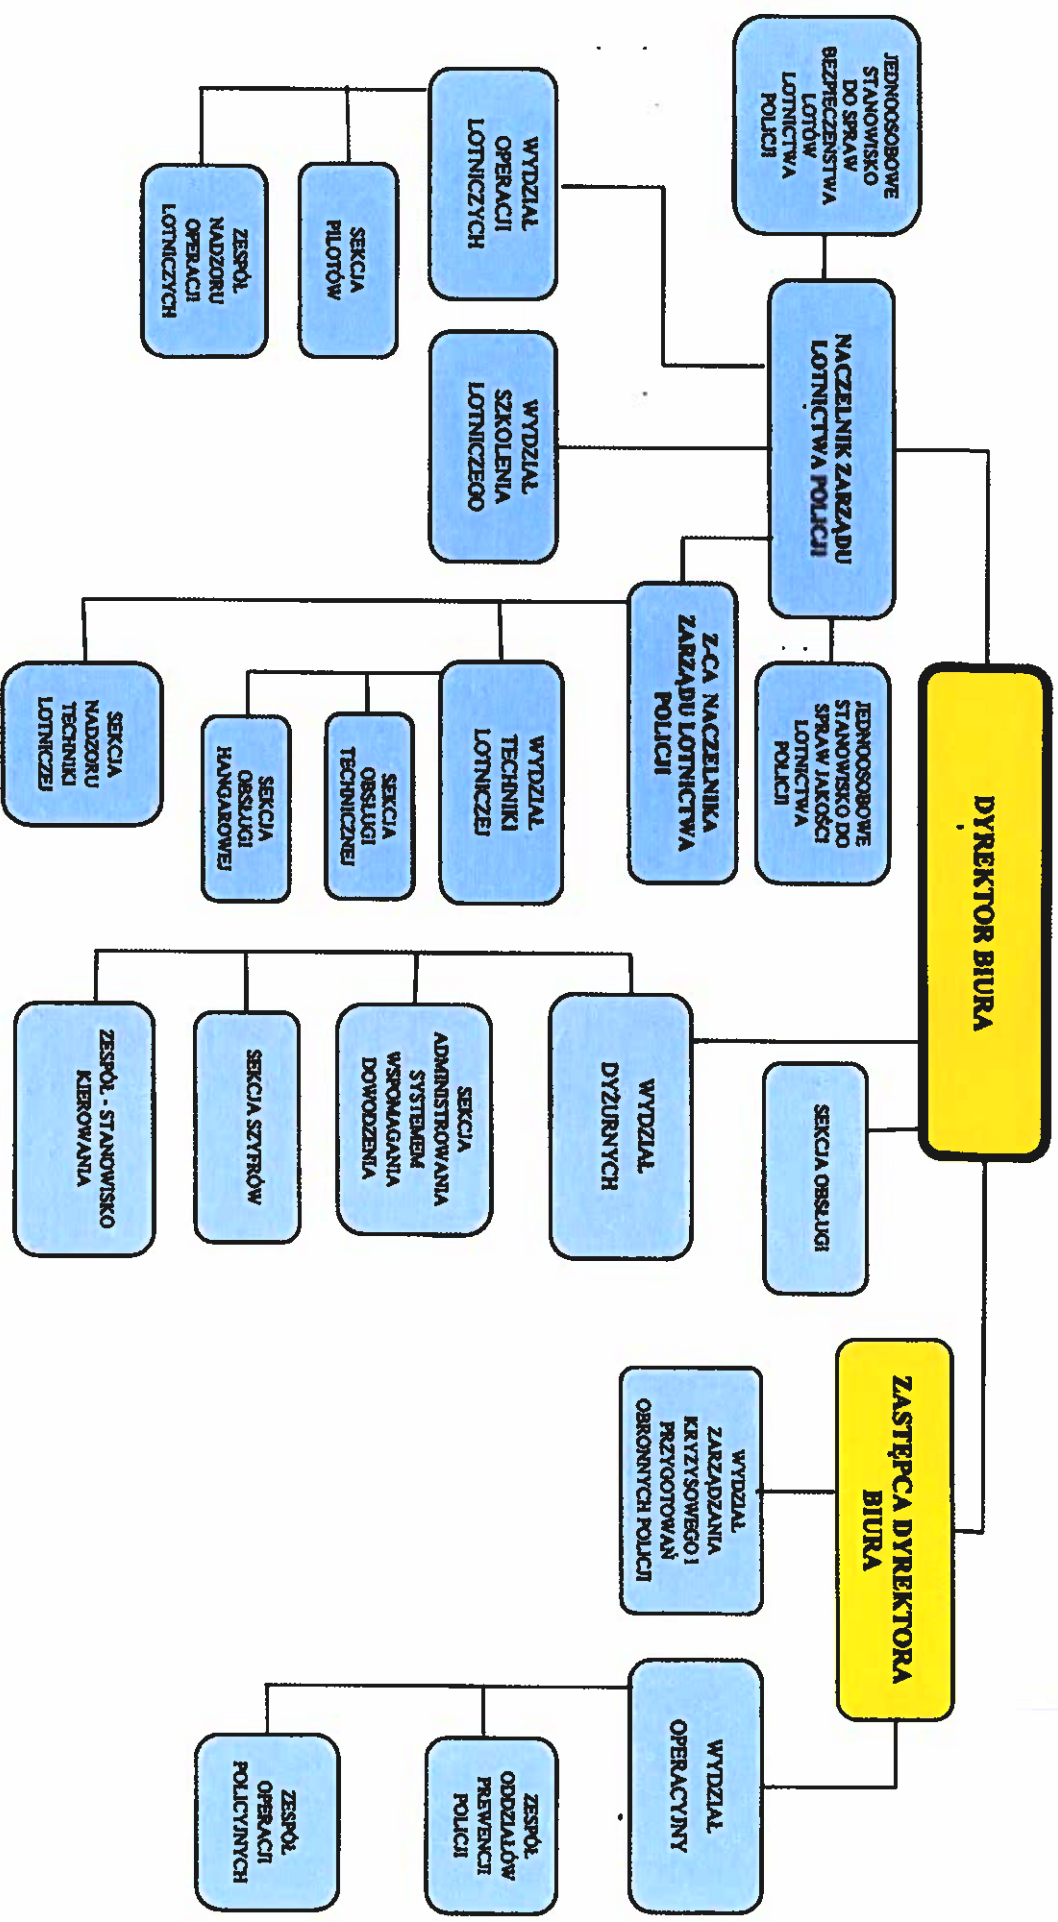 DYREKTOR BIURA
ZASTĘPCA DYREKTORA
BIURA
NACZELNIK ZARZĄDU
LOTNICTWA POLICJI
JEDNOOSOBOWE
STANOWISKO
DO SPRAW
BEZPIECZEŃSTWA
LOTÓW
LOTNICTWA
POLICJI
JEDNOOSOBOWE
STANOWISKO DO
SPRAW JAKOŚCI
LOTNICTWA
POLICJI
SEKCJA OBSŁUGI
WYDZIAŁ
OPERACJI
LOTNICZYCH
WYDZIAŁ
SZKOLENIA
LOTNICZEGO
Z-CA NACZELNIKA
ZARZĄDU LOTNICTWA
POLICJI
WYDZIAŁ
DYŻURNYCH
WYDZIAŁ
ZARZĄDZANIA
KRYZYSOWEGO I
PRZYGOTOWAŃ
OBRONNYCH POLICJI
WYDZIAŁ
OPERACYJNY
SEKCJA
PILOTÓW
ZESPÓŁ
NADZORU
OPERACJI
LOTNICZYCH
WYDZIAŁ
TECHNIKI
LOTNICZEJ
SEKCJA
OBSŁUGI
TECHNICZNEJ
SEKCJA
OBSŁUGI
HANGAROWEJ
SEKCJA
NADZORU
TECHNIKI
LOTNICZEJ
SEKCJA
ADMINISTROWANIA
SYSTEMEM
WSPOMAGANIA
DOWODZENIA
SEKCJA SZYFRÓW
ZESPÓŁ - STANOWISKO
KIEROWANIA
ZESPÓŁ
ODDZIAŁÓW
PREWENCJI
POLICJI
ZESPÓŁ
OPERACJI
POLICYJNYCH